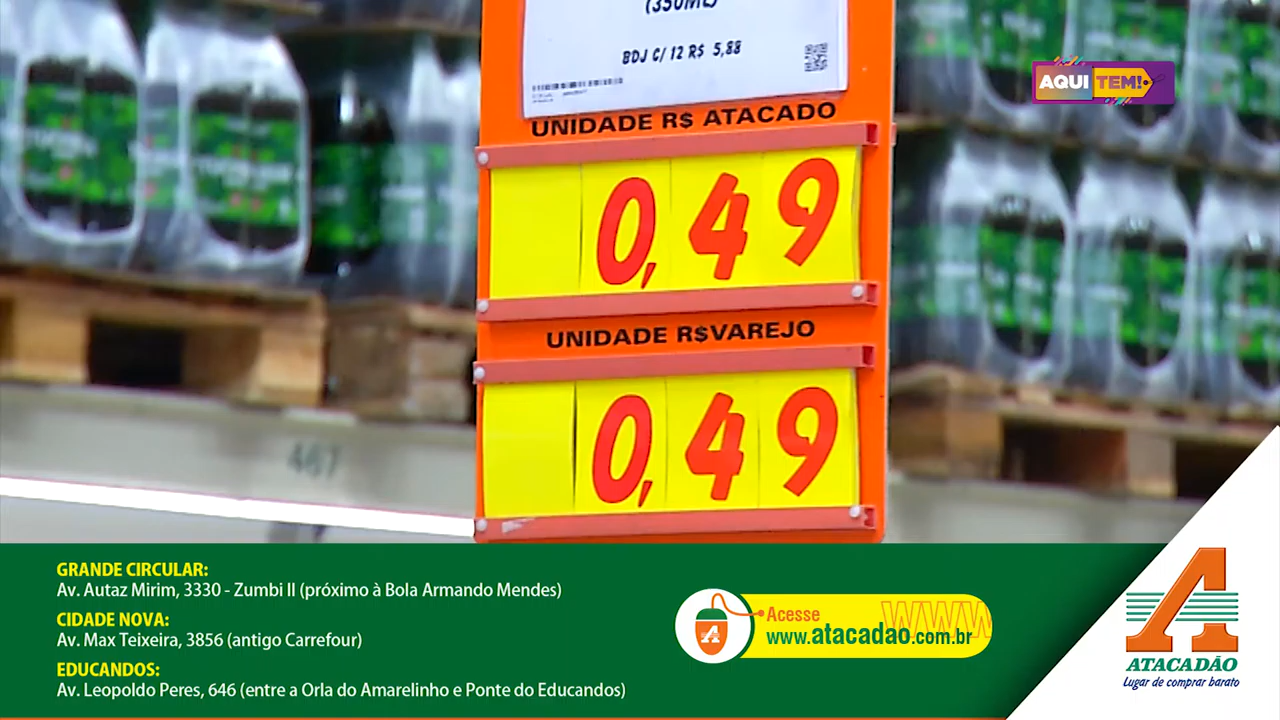 (350ML)
BDJ C/ 12 R$ 5,88
AQUI TEM!
UNIDADE R$ ATACADO
0,49
UNIDADE R$ VAREJO
0,49
467
GRANDE CIRCULAR:
Av. Autaz Mirim, 3330 - Zumbi II (próximo à Bola Armando Mendes)
CIDADE NOVA:
Av. Max Teixeira, 3856 (antigo Carrefour)
EDUCANDOS:
Av. Leopoldo Peres, 646 (entre a Orla do Amarelinho e Ponte do Educandos)
Acesse
WWW
www.atacadao.com.br
ATACADÃO
Lugar de comprar barato